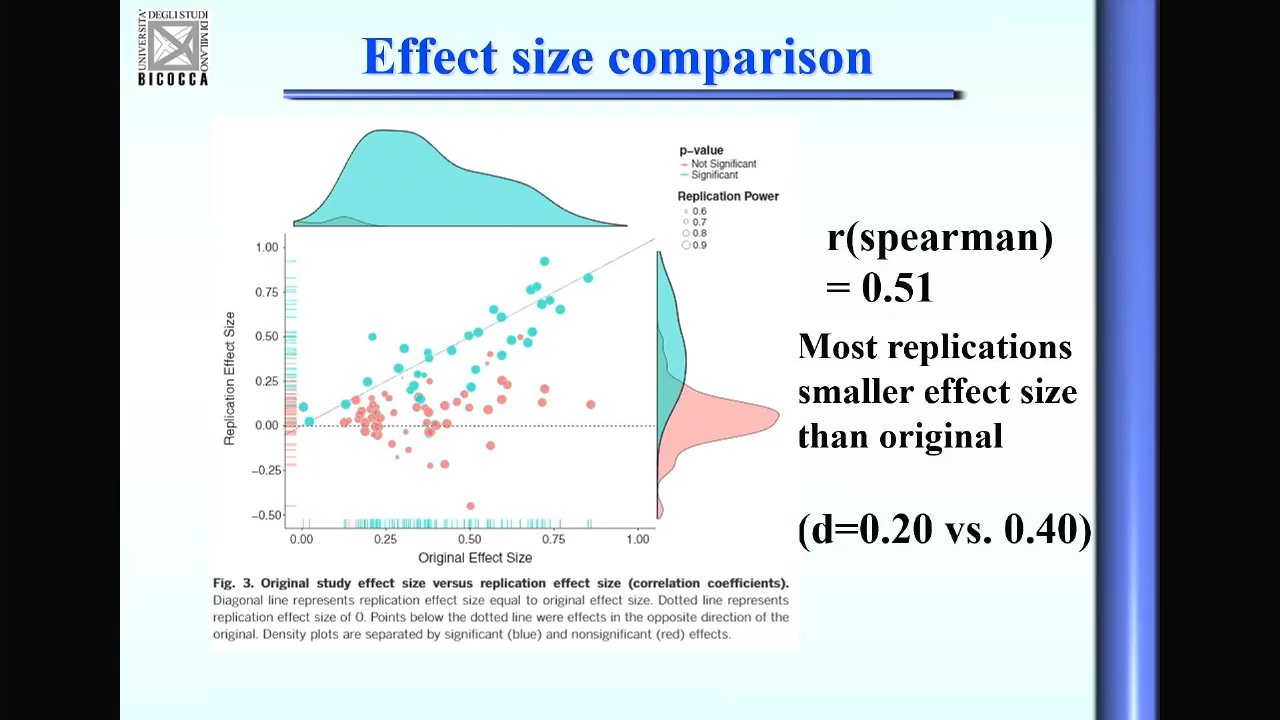 UNIVERSITA'
DEGLI STUDI
DI MILANO
BICOCCA
Effect size comparison
p-value
Not Significant
Significant
Replication Power
0.6
0.7
0.8
0.9
1.00
0.75
0.50
0.25
0.00
−0.25
−0.50
Replication Effect Size
0.00 0.25 0.50 0.75 1.00
Original Effect Size
Fig. 3. Original study effect size versus replication effect size (correlation coefficients).
Diagonal line represents replication effect size equal to original effect size. Dotted line represents
replication effect size of 0. Points below the dotted line were effects in the opposite direction of the
original. Density plots are separated by significant (blue) and nonsignificant (red) effects.
r(spearman)
= 0.51
Most replications
smaller effect size
than original
(d=0.20 vs. 0.40)